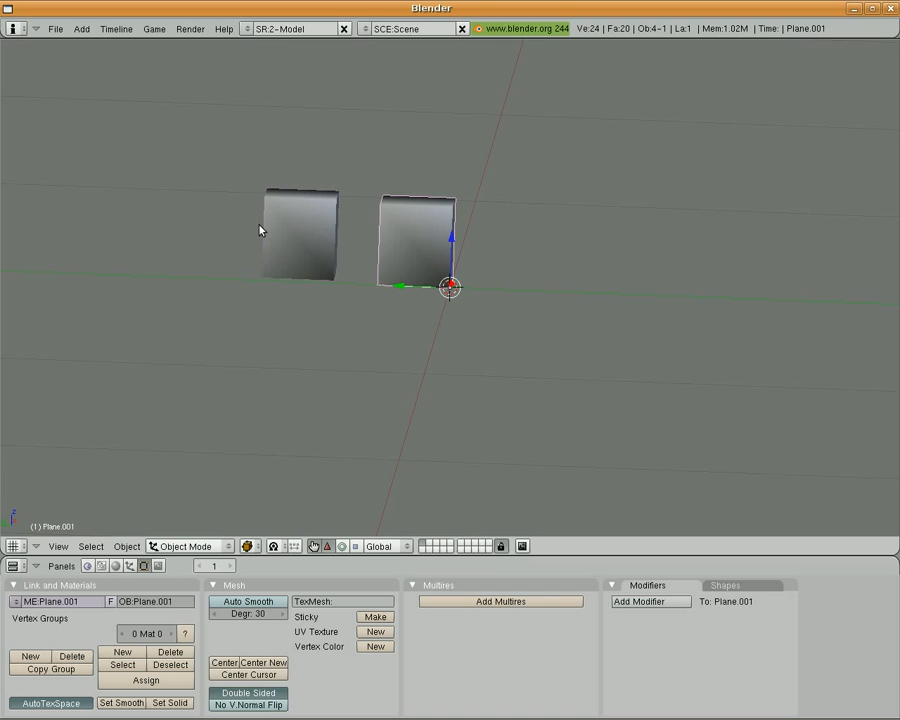 Blender
File Add Timeline Game Render Help SR:2-Model SCE:Scene www.blender.org 244 Ve:24 | Fa:20 | Ob:4-1 | La:1 | Mem:1.02M | Time: | Plane.001
z
(1) Plane.001
View Select Object Object Mode Global
Panels 1
Link and Materials Mesh Multires Modifiers Shapes
ME:Plane.001 F OB:Plane.001 Auto Smooth TexMesh: Add Multires Add Modifier To: Plane.001
Vertex Groups Degr: 30 Sticky Make
0 Mat 0 ? UV Texture New
New Delete New Delete Vertex Color New
Copy Group Select Deselect Center Center New
Assign Center Cursor
AutoTexSpace Set Smooth Set Solid Double Sided
No V.Normal Flip